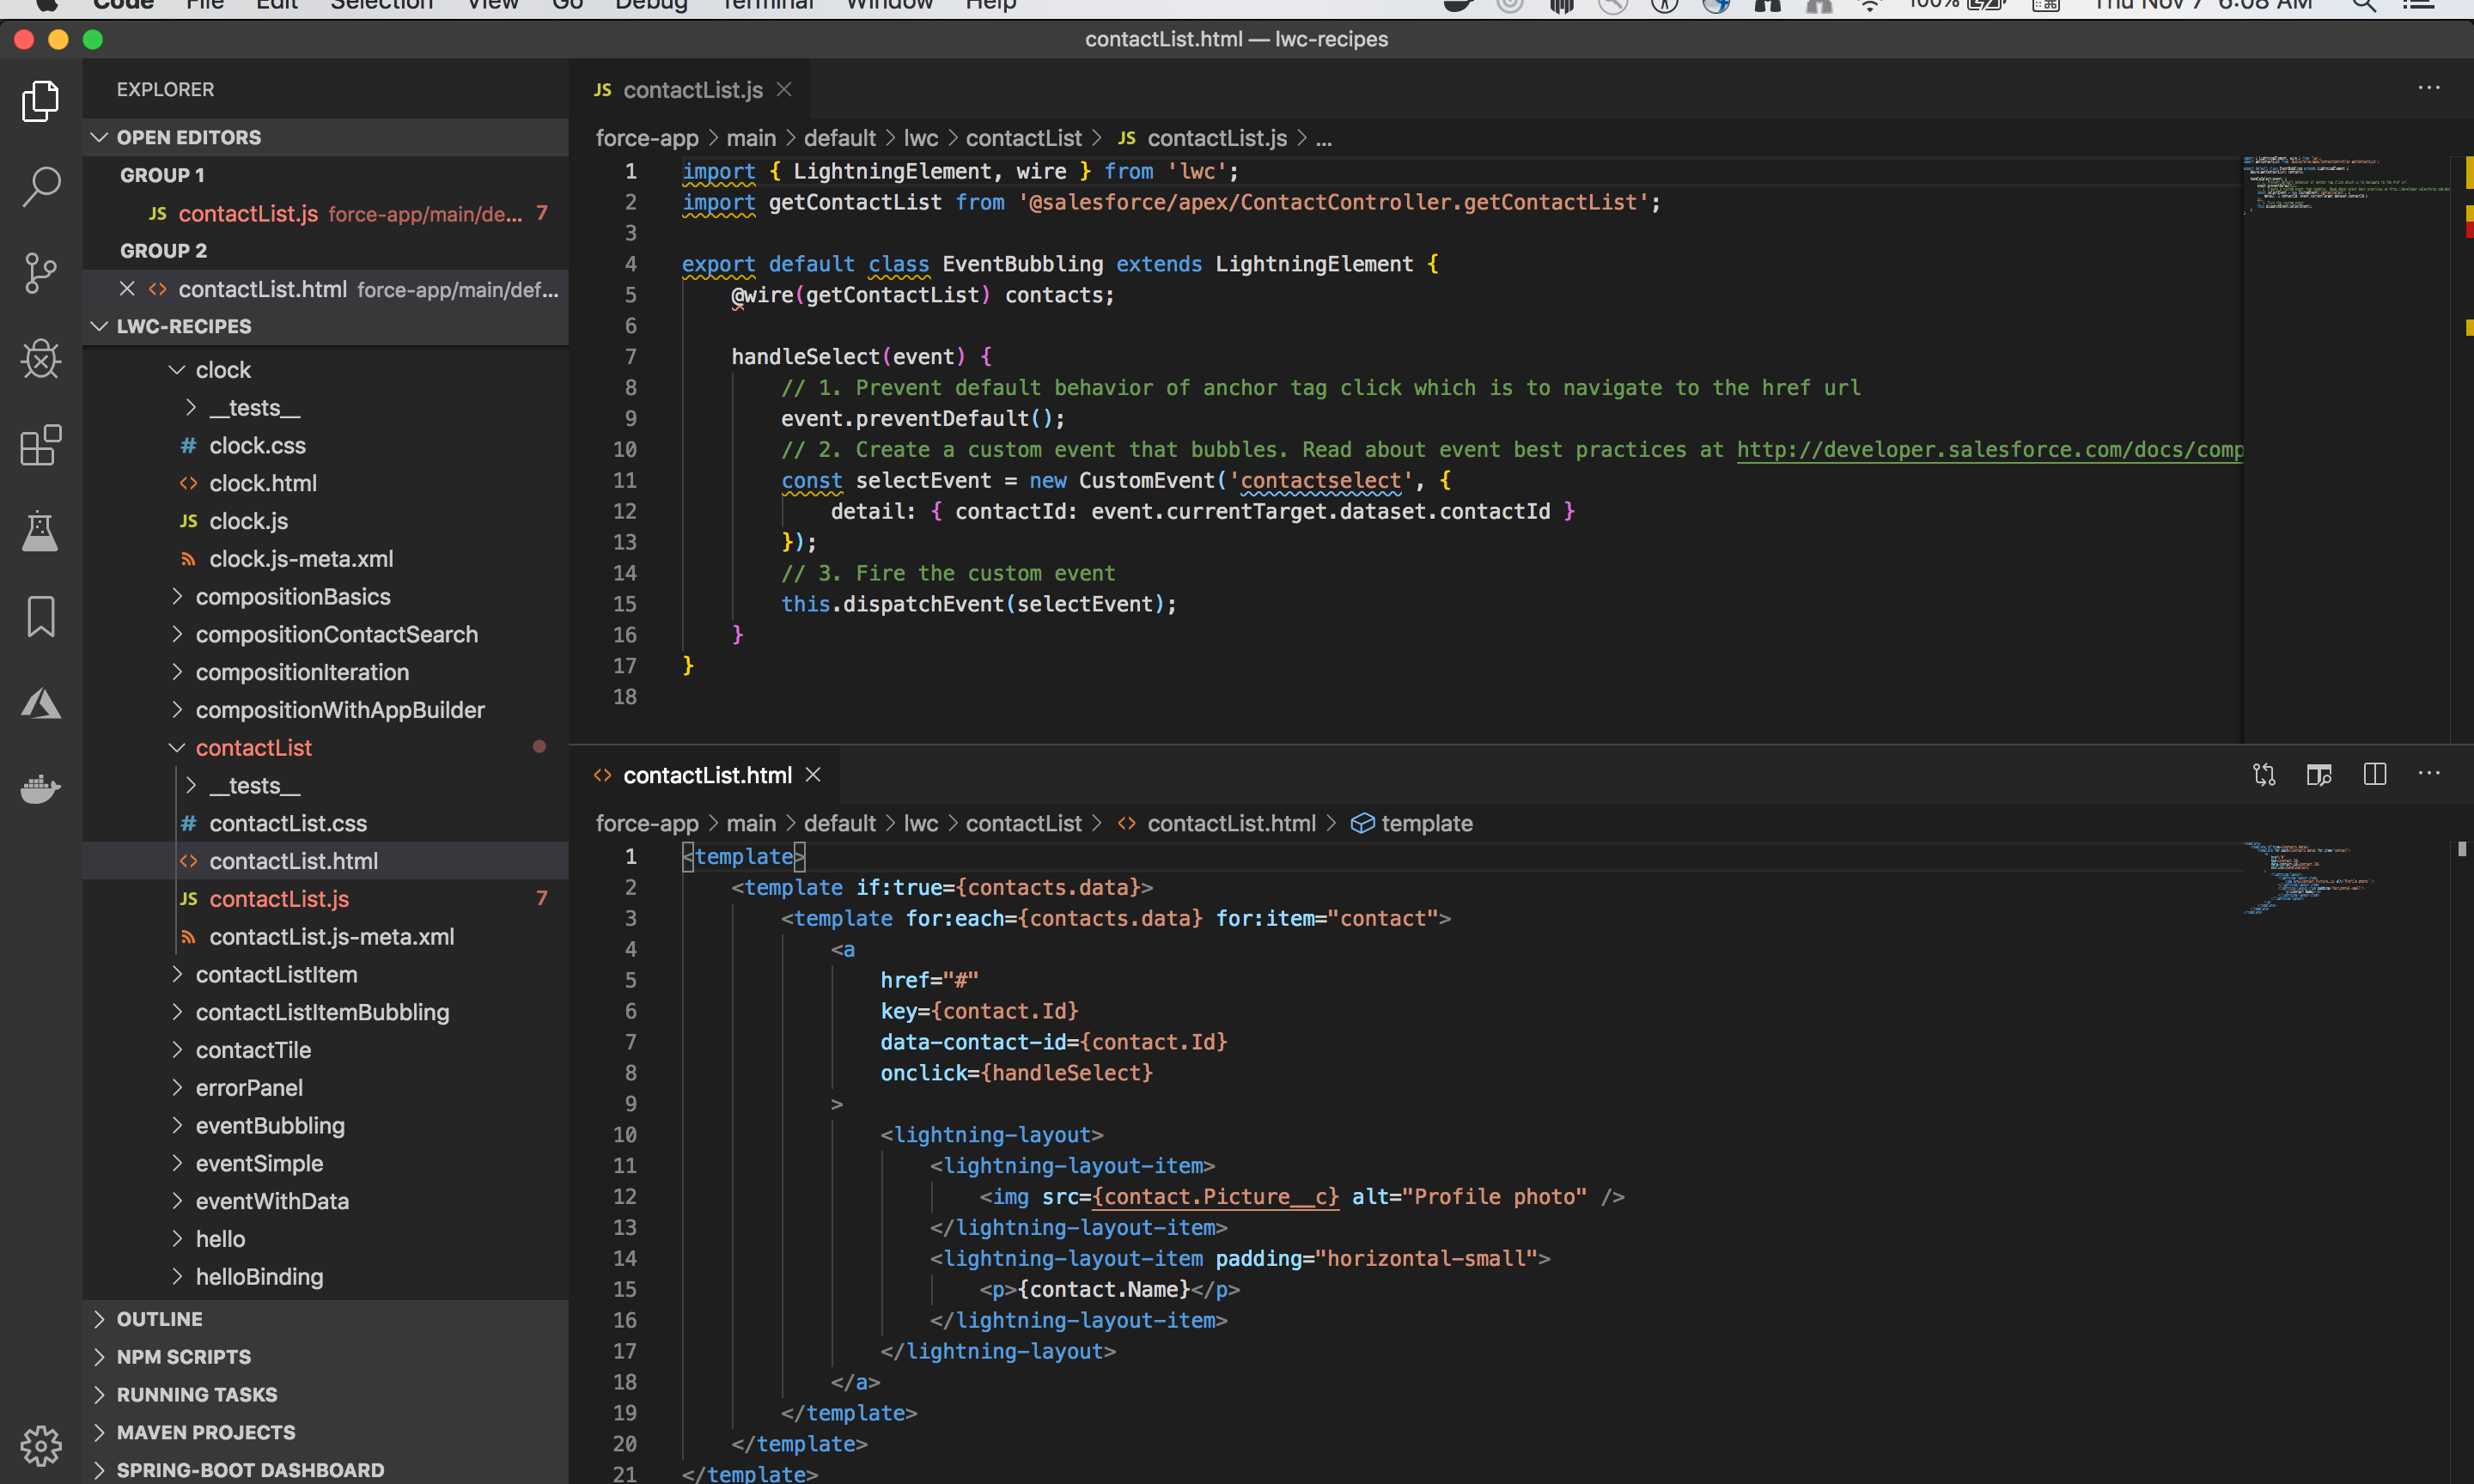 Code File Edit Selection View Go Debug Terminal Window Help 100% Thu Nov 7 6:08 AM
contactList.html — lwc-recipes
EXPLORER
OPEN EDITORS
GROUP 1
JS contactList.js force-app/main/de... 7
GROUP 2
contactList.html force-app/main/def...
LWC-RECIPES
clock
__tests__
# clock.css
<> clock.html
JS clock.js
clock.js-meta.xml
compositionBasics
compositionContactSearch
compositionIteration
compositionWithAppBuilder
contactList
__tests__
# contactList.css
<> contactList.html
JS contactList.js 7
contactList.js-meta.xml
contactListItem
contactListItemBubbling
contactTile
errorPanel
eventBubbling
eventSimple
eventWithData
hello
helloBinding
OUTLINE
NPM SCRIPTS
RUNNING TASKS
MAVEN PROJECTS
SPRING-BOOT DASHBOARD
JS contactList.js
force-app > main > default > lwc > contactList > JS contactList.js > ...
1 import { LightningElement, wire } from 'lwc';
2 import getContactList from '@salesforce/apex/ContactController.getContactList';
3
4 export default class EventBubbling extends LightningElement {
5 @wire(getContactList) contacts;
6
7 handleSelect(event) {
8 // 1. Prevent default behavior of anchor tag click which is to navigate to the href url
9 event.preventDefault();
10 // 2. Create a custom event that bubbles. Read about event best practices at http://developer.salesforce.com/docs/comp
11 const selectEvent = new CustomEvent('contactselect', {
12 detail: { contactId: event.currentTarget.dataset.contactId }
13 });
14 // 3. Fire the custom event
15 this.dispatchEvent(selectEvent);
16 }
17 }
18
<> contactList.html
force-app > main > default > lwc > contactList > <> contactList.html > template
1 <template>
2 <template if:true={contacts.data}>
3 <template for:each={contacts.data} for:item="contact">
4 <a
5 href="#"
6 key={contact.Id}
7 data-contact-id={contact.Id}
8 onclick={handleSelect}
9 >
10 <lightning-layout>
11 <lightning-layout-item>
12 <img src={contact.Picture__c} alt="Profile photo" />
13 </lightning-layout-item>
14 <lightning-layout-item padding="horizontal-small">
15 <p>{contact.Name}</p>
16 </lightning-layout-item>
17 </lightning-layout>
18 </a>
19 </template>
20 </template>
21 </template>